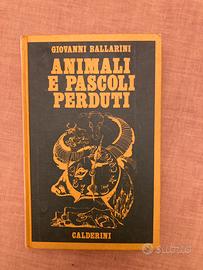 GIOVANNI BALLARINI
ANIMALI
E PASCOLI
PERDUTI
CALDERINI
subito